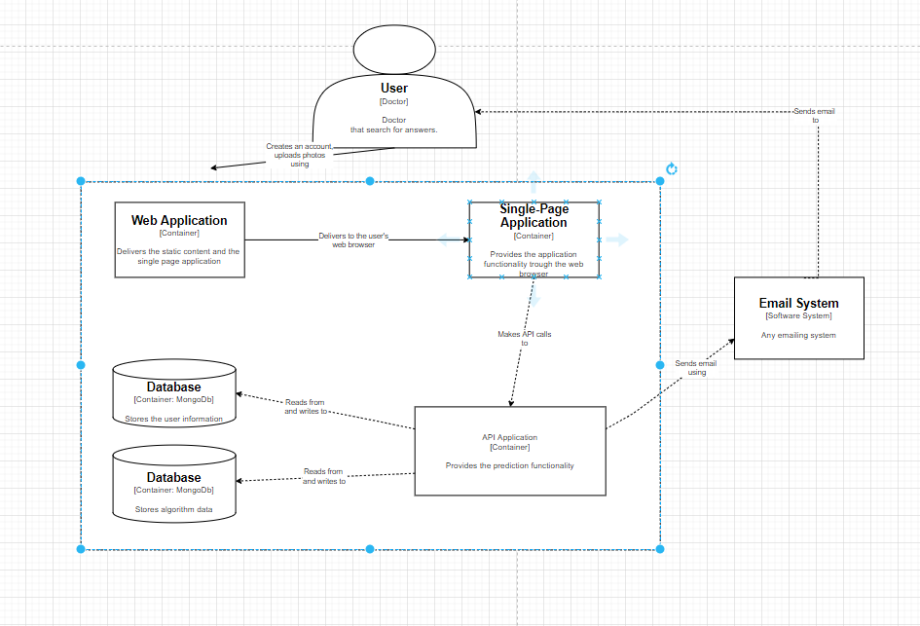 User
[Doctor]
Doctor
that search for answers.
Sends email
to
Creates an account,
uploads photos
using
Web Application
[Container]
Delivers the static content and the
single page application
Delivers to the user's
web browser
Single-Page
Application
[Container]
Provides the application
functionality trough the web
browser
Email System
[Software System]
Any emailing system
Makes API calls
to
Sends email
using
Database
[Container: MongoDb]
Stores the user information
Reads from
and writes to
API Application
[Container]
Provides the prediction functionality
Database
[Container: MongoDb]
Stores algorithm data
Reads from
and writes to